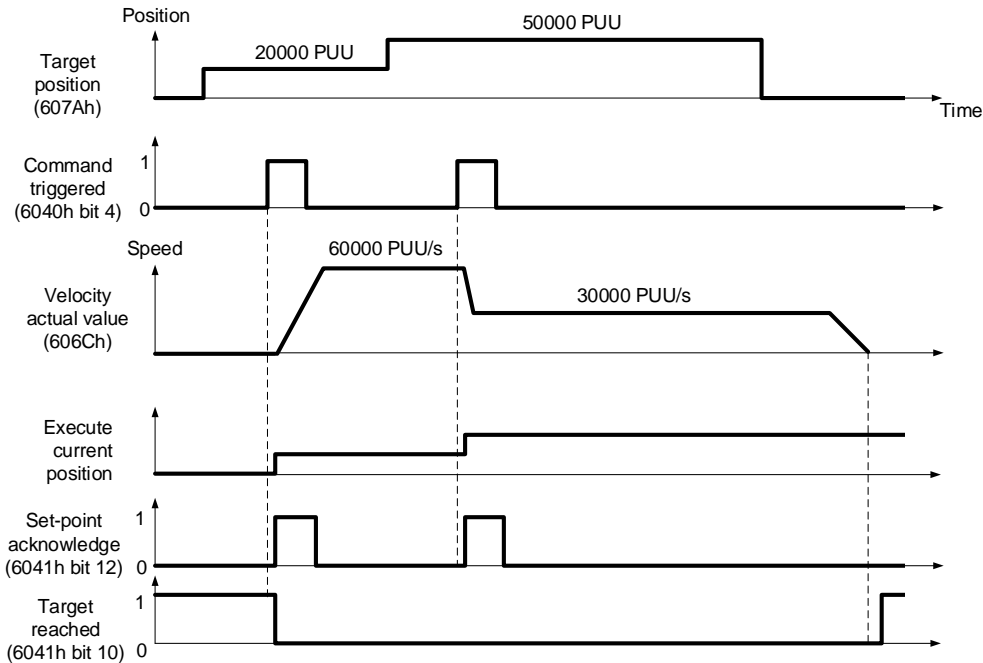 Position
50000 PUU
20000 PUU
Target
position
(607Ah)
Time
Command
triggered
(6040h bit 4)
1
0
Speed
60000 PUU/s
Velocity
actual value
(606Ch)
30000 PUU/s
Execute
current
position
Set-point
acknowledge
(6041h bit 12)
1
0
Target
reached
(6041h bit 10)
1
0